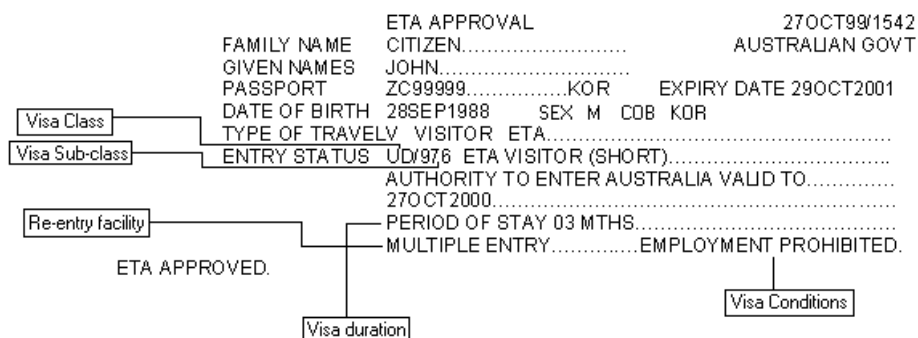 ETA APPROVAL 27OCT99/1542
FAMILY NAME CITIZEN........................... AUSTRALIAN GOVT
GIVEN NAMES JOHN.............................
PASSPORT ZC99999.................KOR EXPIRY DATE 29OCT2001
DATE OF BIRTH 28SEP1988 SEX M COB KOR
Visa Class
TYPE OF TRAVELV VISITOR ETA............................................................
Visa Sub-class
ENTRY STATUS UD/976 ETA VISITOR (SHORT)......................................
AUTHORITY TO ENTER AUSTRALIA VALID TO...............
27OCT2000...................................................................................
Re-entry facility
PERIOD OF STAY 03 MTHS.............................................
MULTIPLE ENTRY..............EMPLOYMENT PROHIBITED.
ETA APPROVED.
Visa Conditions
Visa duration